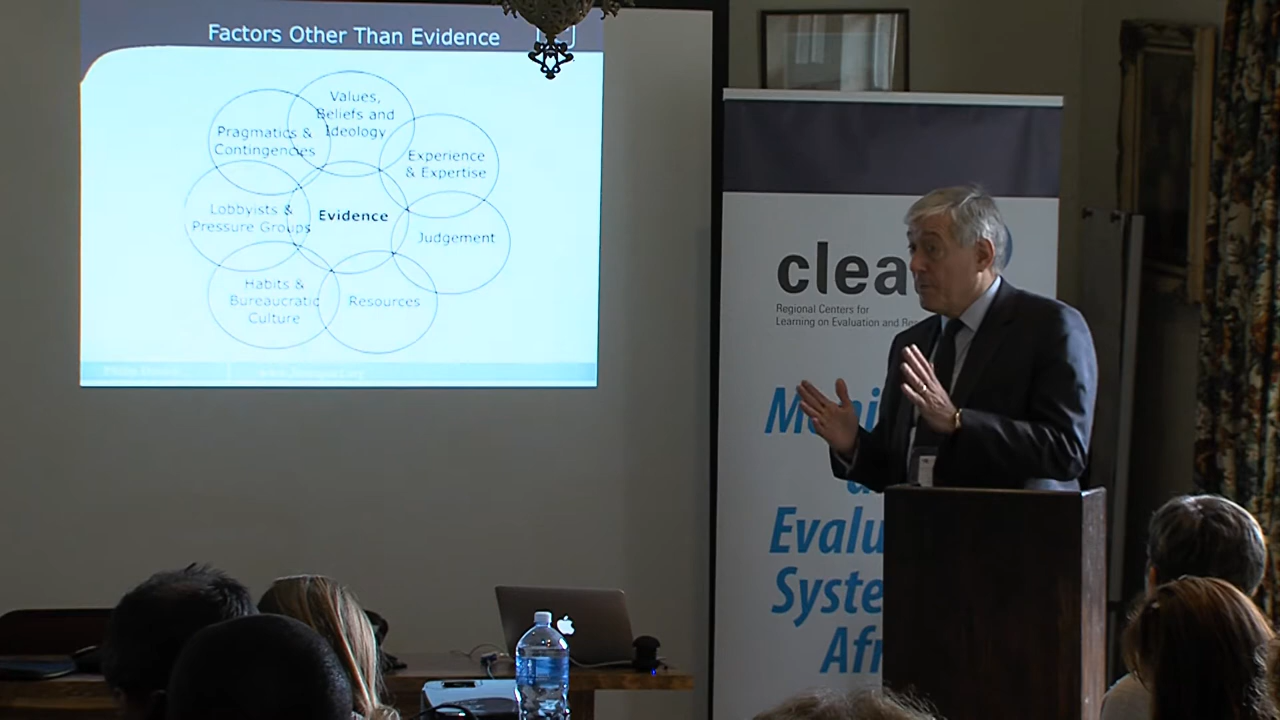 Factors Other Than Evidence
Values,
Beliefs and
Ideology
Pragmatics &
Contingencies
Experience
& Expertise
Lobbyists &
Pressure Groups
Evidence
Judgement
Habits &
Bureaucratic
Culture
Resources
clea
Regional Centers for
Learning on Evaluation and Re
M
Evalu
Syste
Af